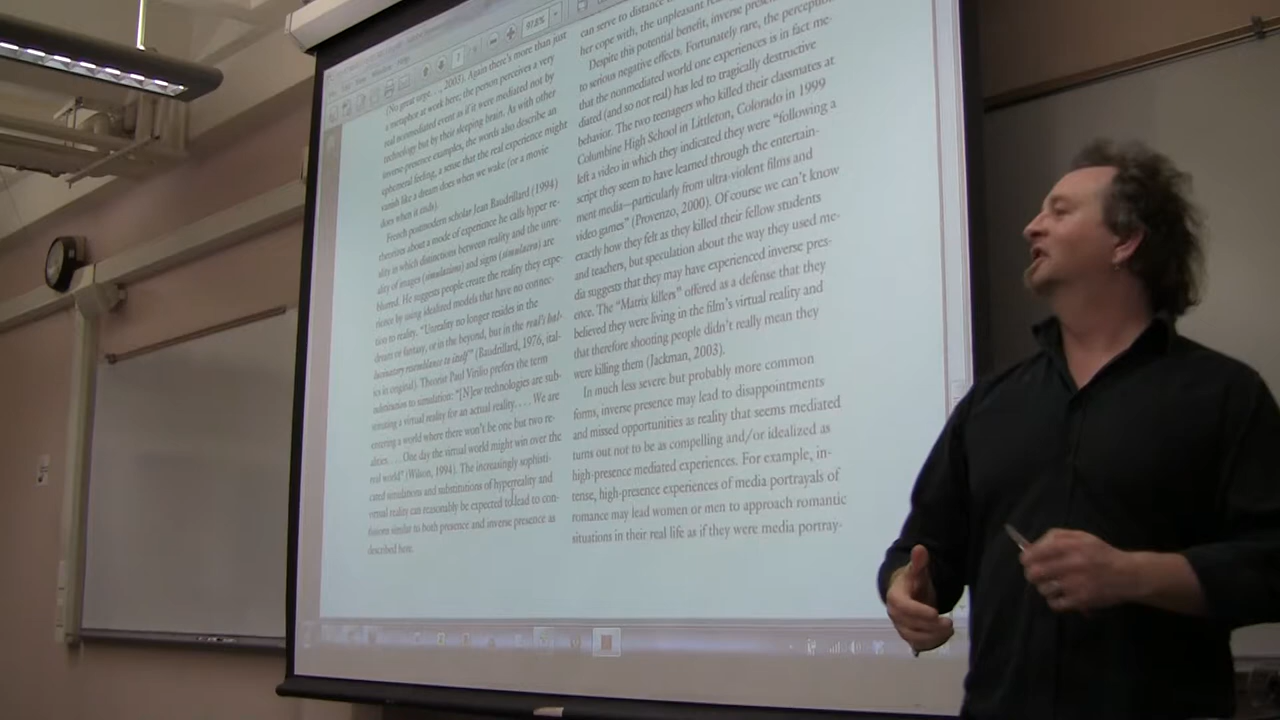 97.8%
(No great urge. . . , 2003). Again there's more than just
a metaphor at work here; the person perceives a very
real nonmediated event as if it were mediated not by
technology but by their sleeping brain. As with other
inverse presence examples, the words also describe an
ephemeral feeling, a sense that the real experience might
vanish like a dream does when we wake (or a movie
does when it ends).
French postmodern scholar Jean Baudrillard (1994)
theorizes about a mode of experience he calls hyper re-
ality in which distinctions between reality and the unre-
ality of images (simulations) and signs (simulacra) are
blurred. He suggests people create the reality they expe-
rience by using idealized models that have no connec-
tion to reality. "Unreality no longer resides in the
dream or fantasy, or in the beyond, but in the real's hal-
lucinatory resemblance to itself" (Baudrillard, 1976, ital-
ics in original). Theorist Paul Virilio prefers the term
substitution to simulation: "[N]ew technologies are sub-
stituting a virtual reality for an actual reality. . . . We are
entering a world where there won't be one but two re-
alities. . . . One day the virtual world might win over the
real world" (Wilson, 1994). The increasingly sophisti-
cated simulations and substitutions of hyperreality and
virtual reality can reasonably be expected to lead to con-
fusions similar to both presence and inverse presence as
described here.
can serve to distance
her cope with, the unpleasant
Despite this potential benefit, inverse
to serious negative effects. Fortunately rare, the perception
that the nonmediated world one experiences is in fact me-
diated (and so not real) has led to tragically destructive
behavior. The two teenagers who killed their classmates at
Columbine High School in Littleton, Colorado in 1999
left a video in which they indicated they were "following a
script they seem to have learned through the entertain-
ment media—particularly from ultra-violent films and
video games" (Provenzo, 2000). Of course we can't know
exactly how they felt as they killed their fellow students
and teachers, but speculation about the way they used me-
dia suggests that they may have experienced inverse pres-
ence. The "Matrix killers" offered as a defense that they
believed they were living in the film's virtual reality and
that therefore shooting people didn't really mean they
were killing them (Jackman, 2003).
In much less severe but probably more common
forms, inverse presence may lead to disappointments
and missed opportunities as reality that seems mediated
turns out not to be as compelling and/or idealized as
high-presence mediated experiences. For example, in-
tense, high-presence experiences of media portrayals of
romance may lead women or men to approach romantic
situations in their real life as if they were media portray-